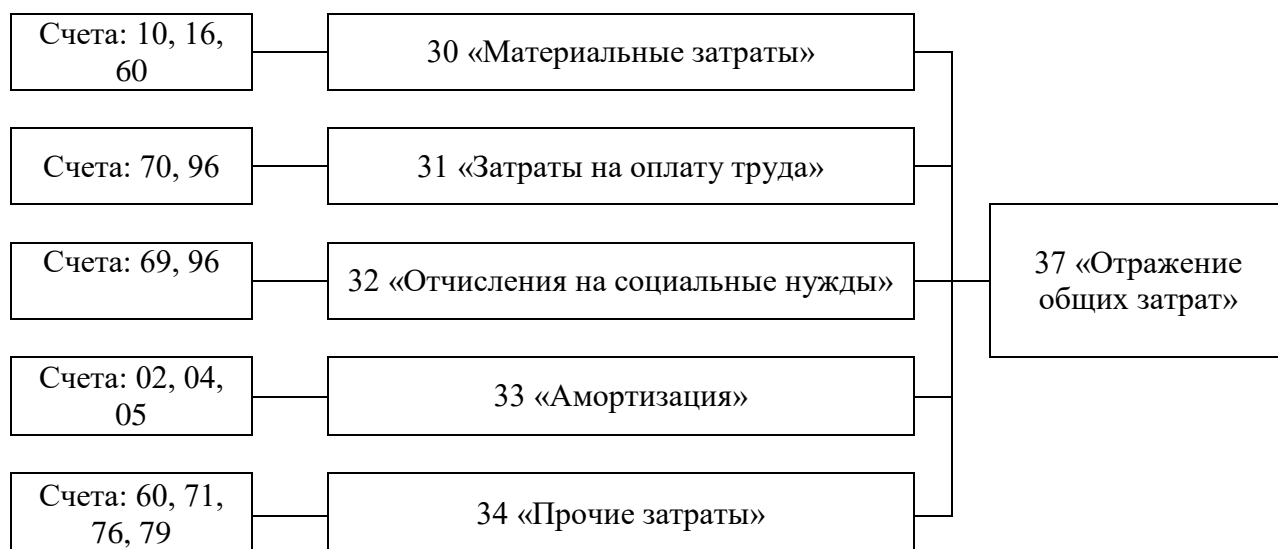 Счета: 10, 16,
60
30 «Материальные затраты»
Счета: 70, 96
31 «Затраты на оплату труда»
Счета: 69, 96
32 «Отчисления на социальные нужды»
37 «Отражение
общих затрат»
Счета: 02, 04,
05
33 «Амортизация»
Счета: 60, 71,
76, 79
34 «Прочие затраты»